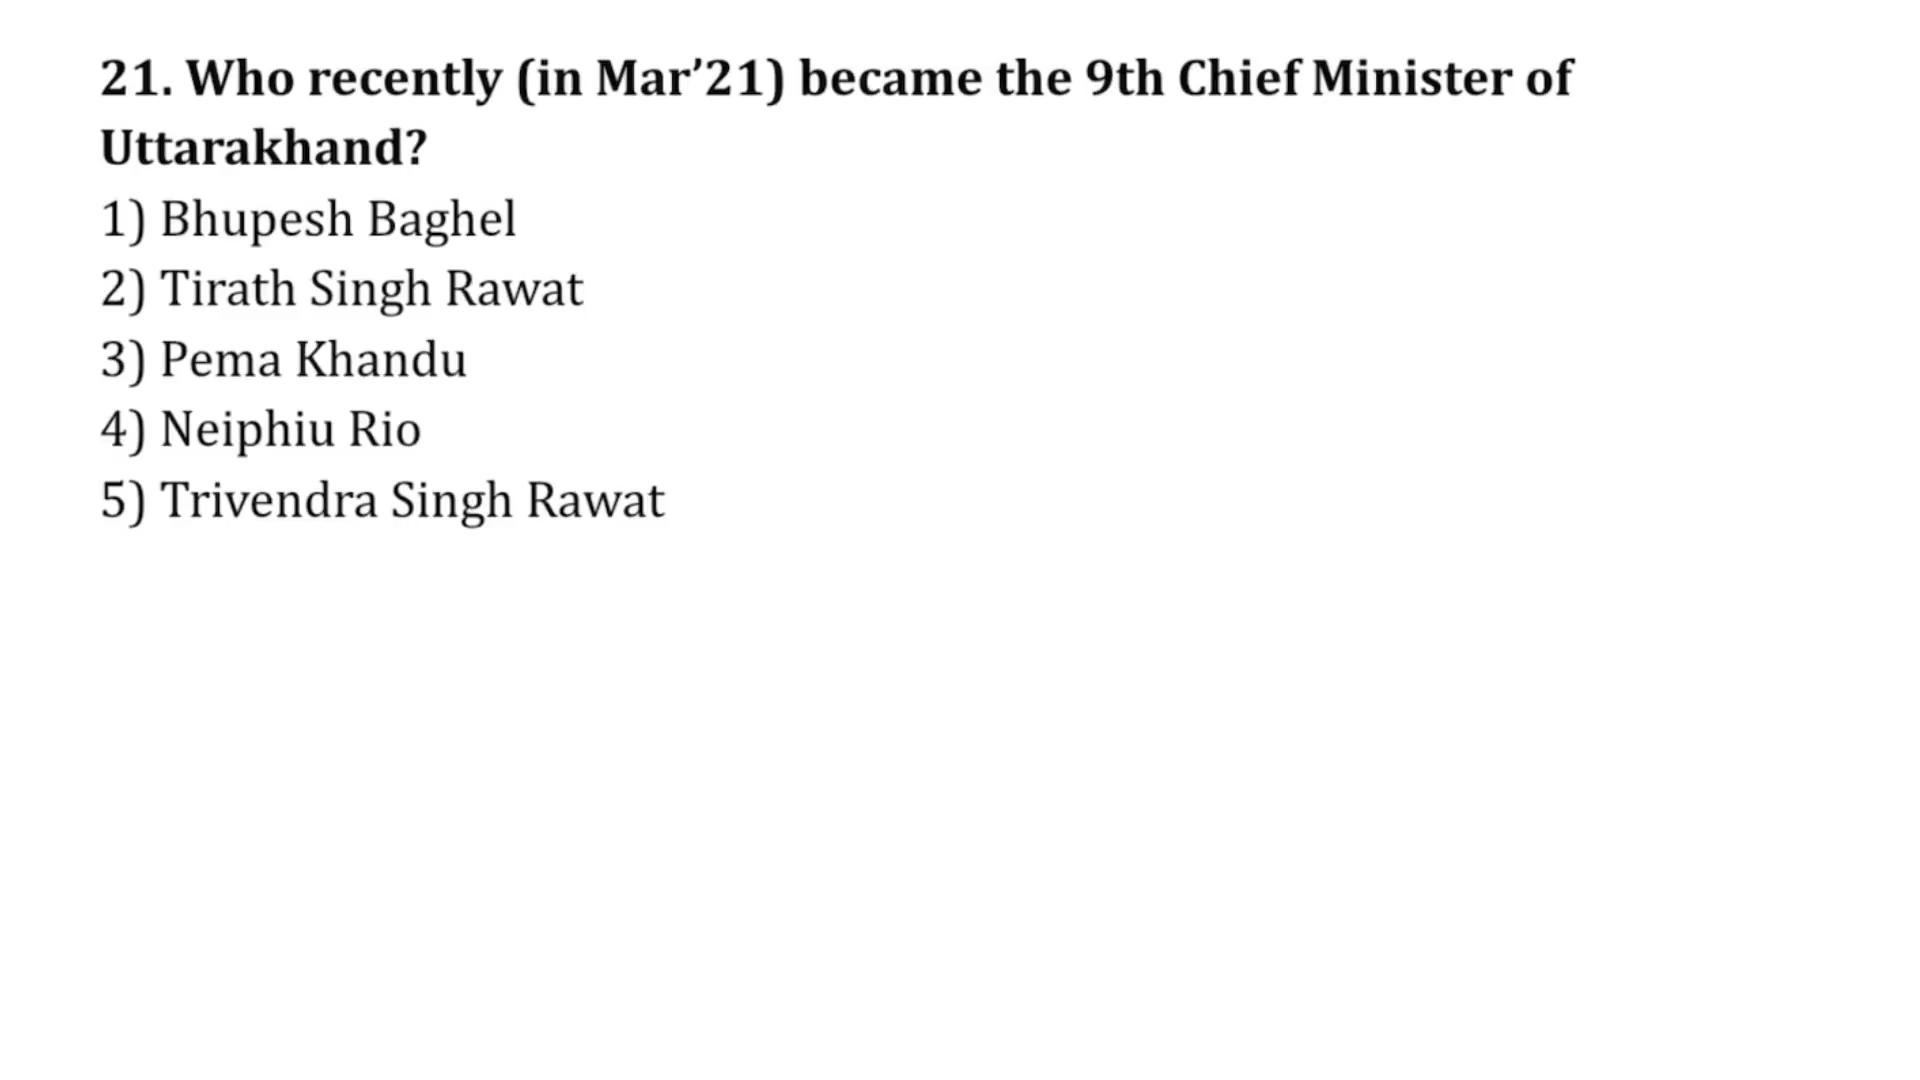 21. Who recently (in Mar’21) became the 9th Chief Minister of
Uttarakhand?
1) Bhupesh Baghel
2) Tirath Singh Rawat
3) Pema Khandu
4) Neiphiu Rio
5) Trivendra Singh Rawat